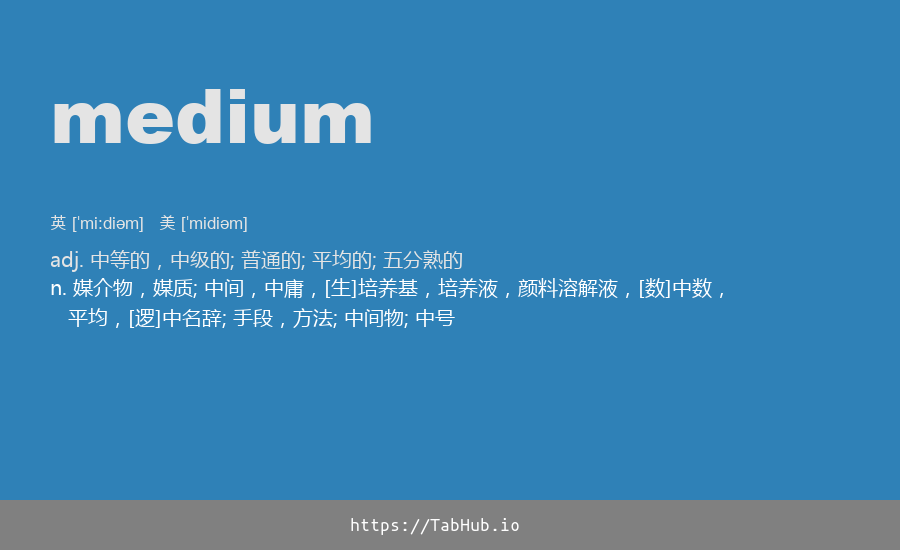 medium
英 [ˈmiːdiəm] 美 [ˈmidiəm]
adj. 中等的，中级的; 普通的; 平均的; 五分熟的
n. 媒介物，媒质; 中间，中庸，[生]培养基，培养液，颜料溶解液，[数]中数，
平均，[逻]中名辞; 手段，方法; 中间物; 中号
https://TabHub.io